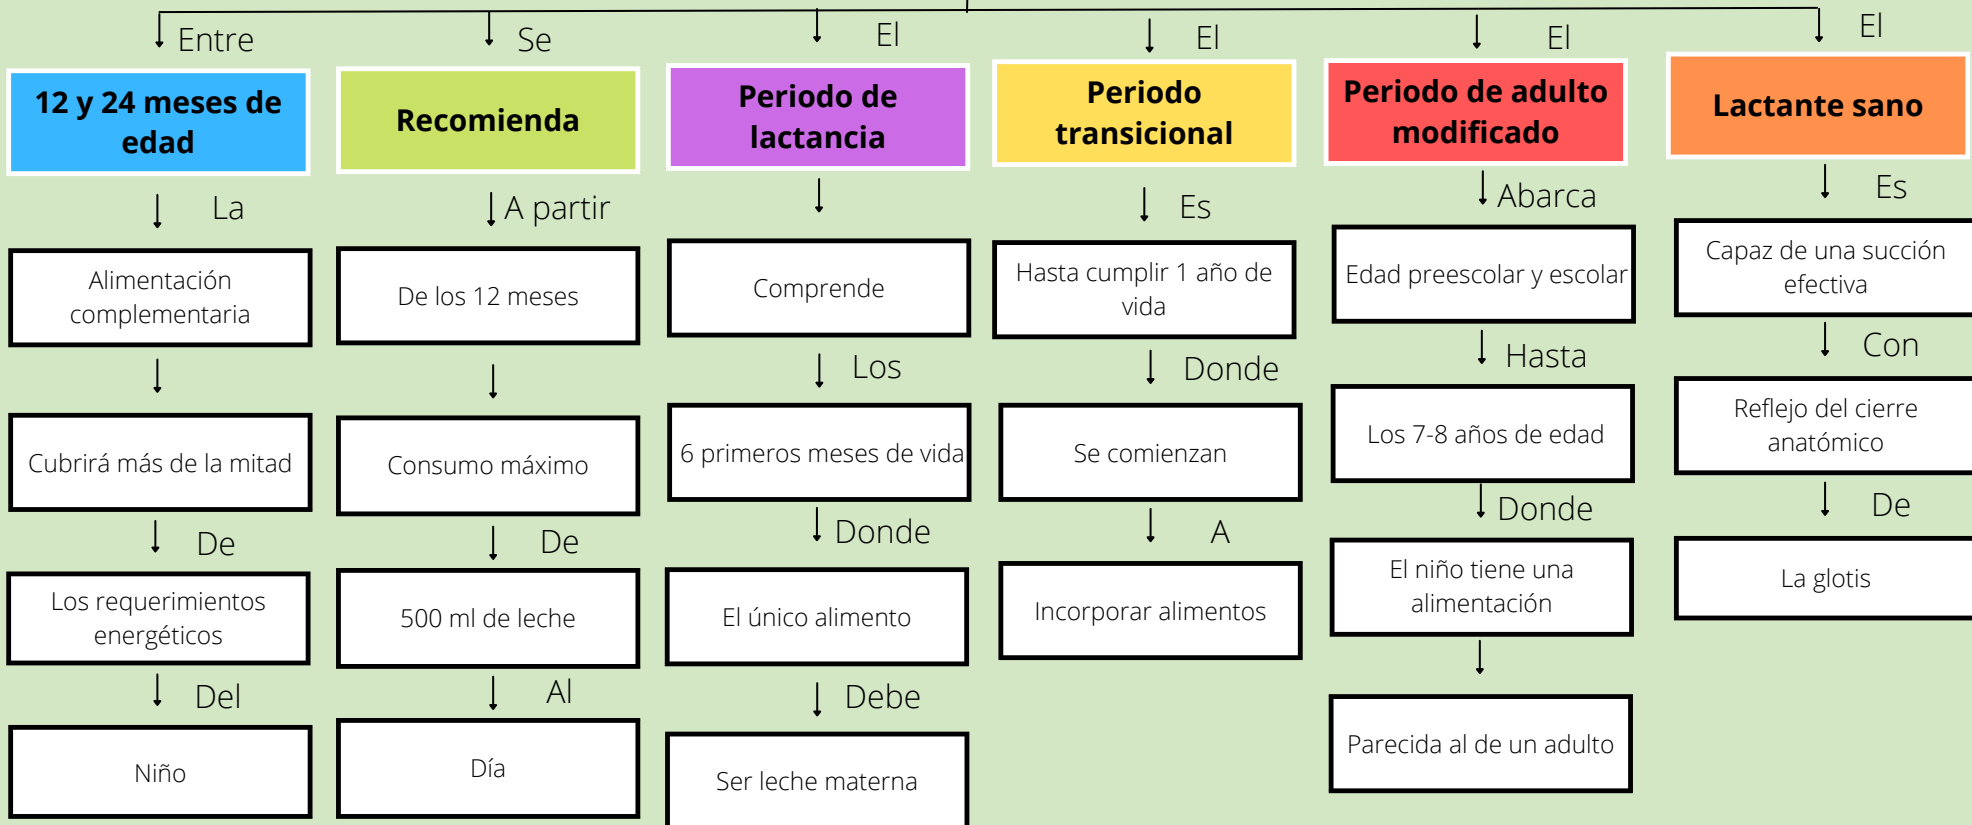 Entre
12 y 24 meses de
edad
La
Alimentación
complementaria
Cubrirá más de la mitad
De
Los requerimientos
energéticos
Del
Niño
Se
Recomienda
A partir
De los 12 meses
Consumo máximo
De
500 ml de leche
Al
Día
El
Periodo de
lactancia
Comprende
Los
6 primeros meses de vida
Donde
El único alimento
Debe
Ser leche materna
El
Periodo
transicional
Es
Hasta cumplir 1 año de
vida
Donde
Se comienzan
A
Incorporar alimentos
El
Periodo de adulto
modificado
Abarca
Edad preescolar y escolar
Hasta
Los 7-8 años de edad
Donde
El niño tiene una
alimentación
Parecida al de un adulto
El
Lactante sano
Es
Capaz de una succión
efectiva
Con
Reflejo del cierre
anatómico
De
La glotis